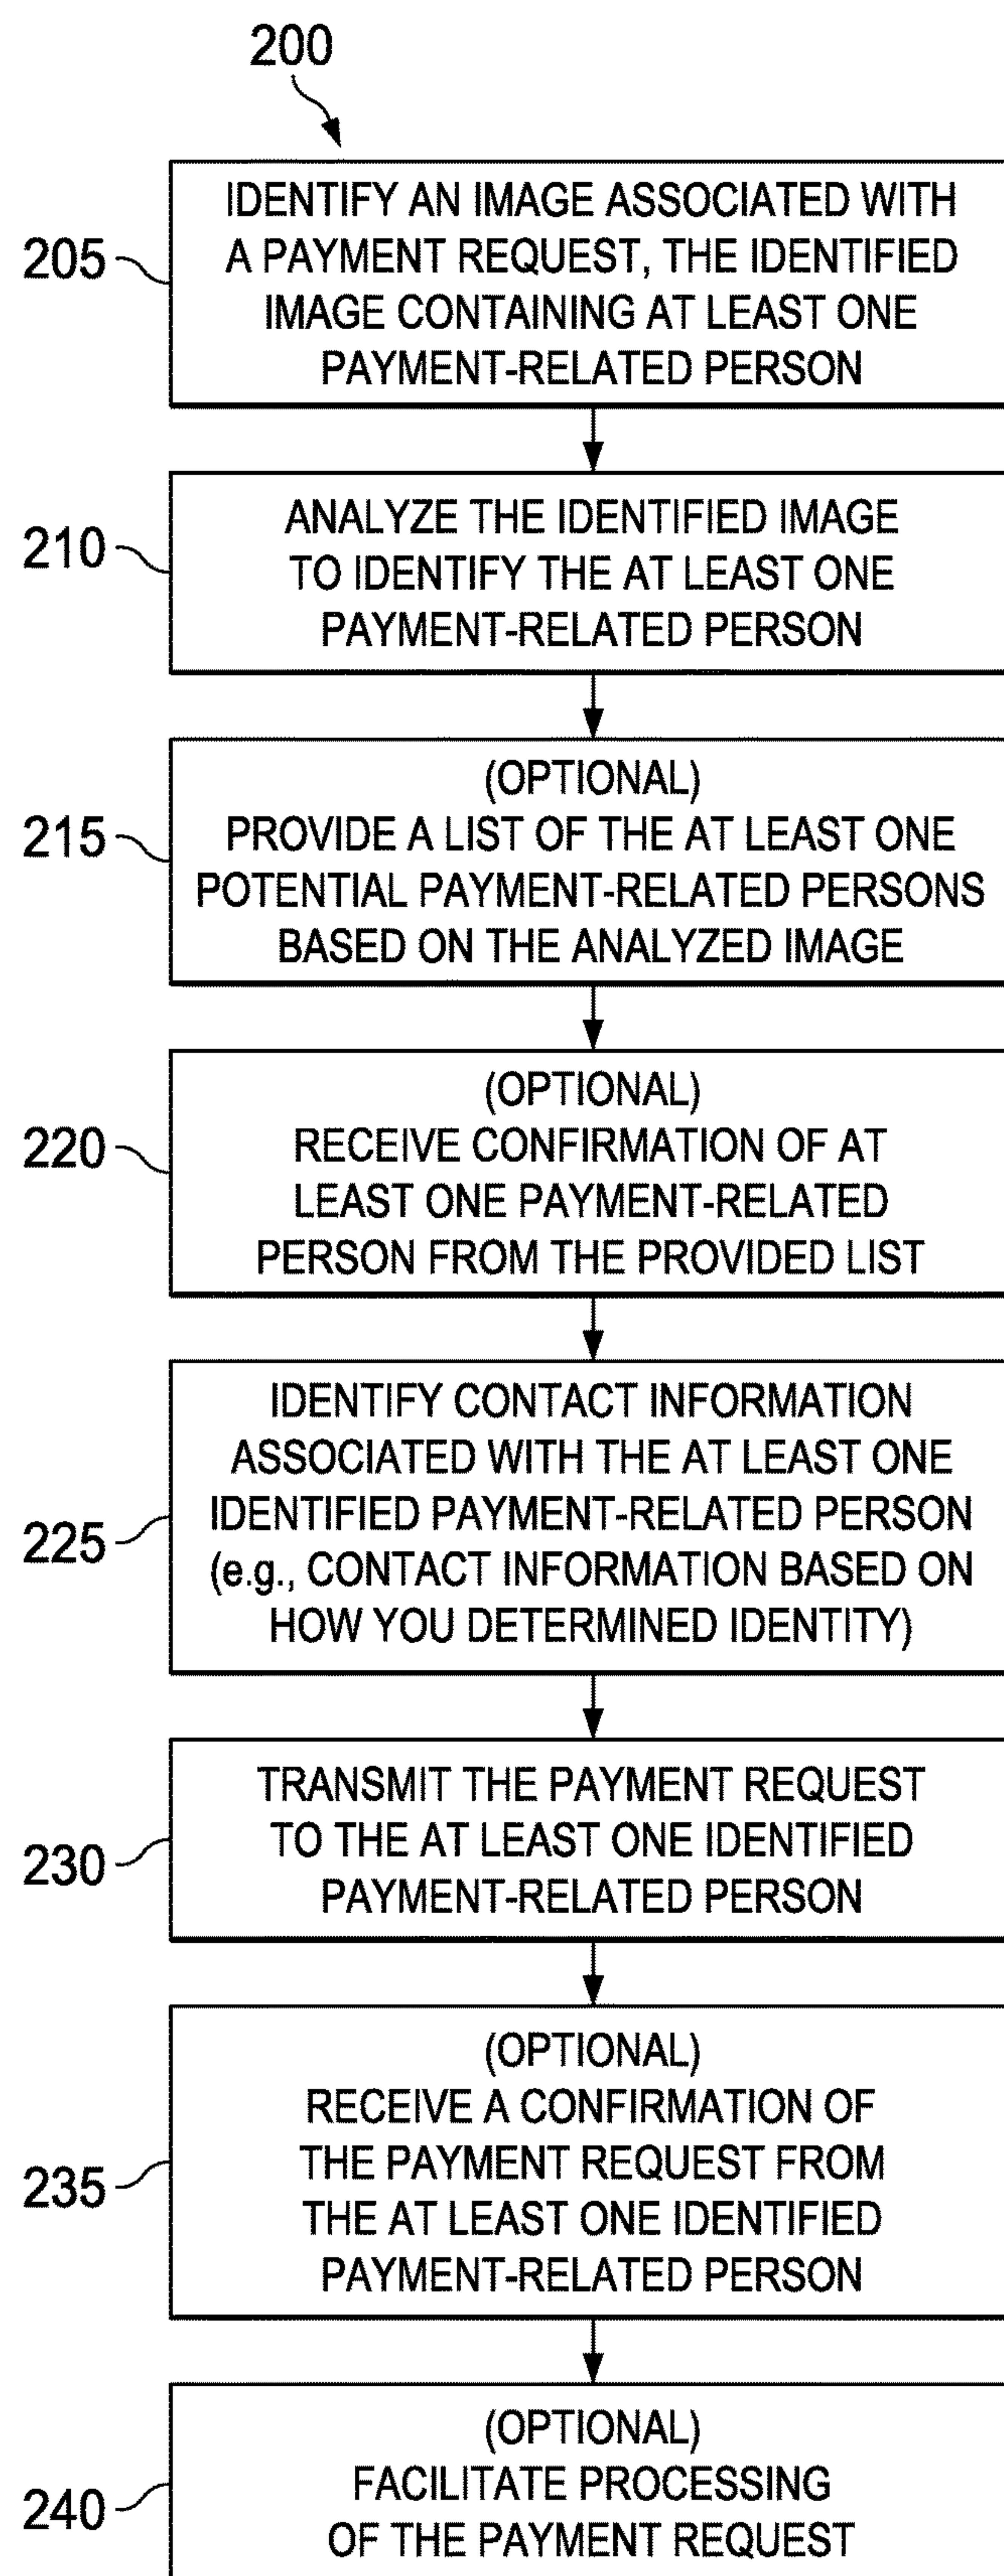 200
205
IDENTIFY AN IMAGE ASSOCIATED WITH
A PAYMENT REQUEST, THE IDENTIFIED
IMAGE CONTAINING AT LEAST ONE
PAYMENT-RELATED PERSON
210
ANALYZE THE IDENTIFIED IMAGE
TO IDENTIFY THE AT LEAST ONE
PAYMENT-RELATED PERSON
215
(OPTIONAL)
PROVIDE A LIST OF THE AT LEAST ONE
POTENTIAL PAYMENT-RELATED PERSONS
BASED ON THE ANALYZED IMAGE
220
(OPTIONAL)
RECEIVE CONFIRMATION OF AT
LEAST ONE PAYMENT-RELATED
PERSON FROM THE PROVIDED LIST
225
IDENTIFY CONTACT INFORMATION
ASSOCIATED WITH THE AT LEAST ONE
IDENTIFIED PAYMENT-RELATED PERSON
(e.g., CONTACT INFORMATION BASED ON
HOW YOU DETERMINED IDENTITY)
230
TRANSMIT THE PAYMENT REQUEST
TO THE AT LEAST ONE IDENTIFIED
PAYMENT-RELATED PERSON
235
(OPTIONAL)
RECEIVE A CONFIRMATION OF
THE PAYMENT REQUEST FROM
THE AT LEAST ONE IDENTIFIED
PAYMENT-RELATED PERSON
240
(OPTIONAL)
FACILITATE PROCESSING
OF THE PAYMENT REQUEST